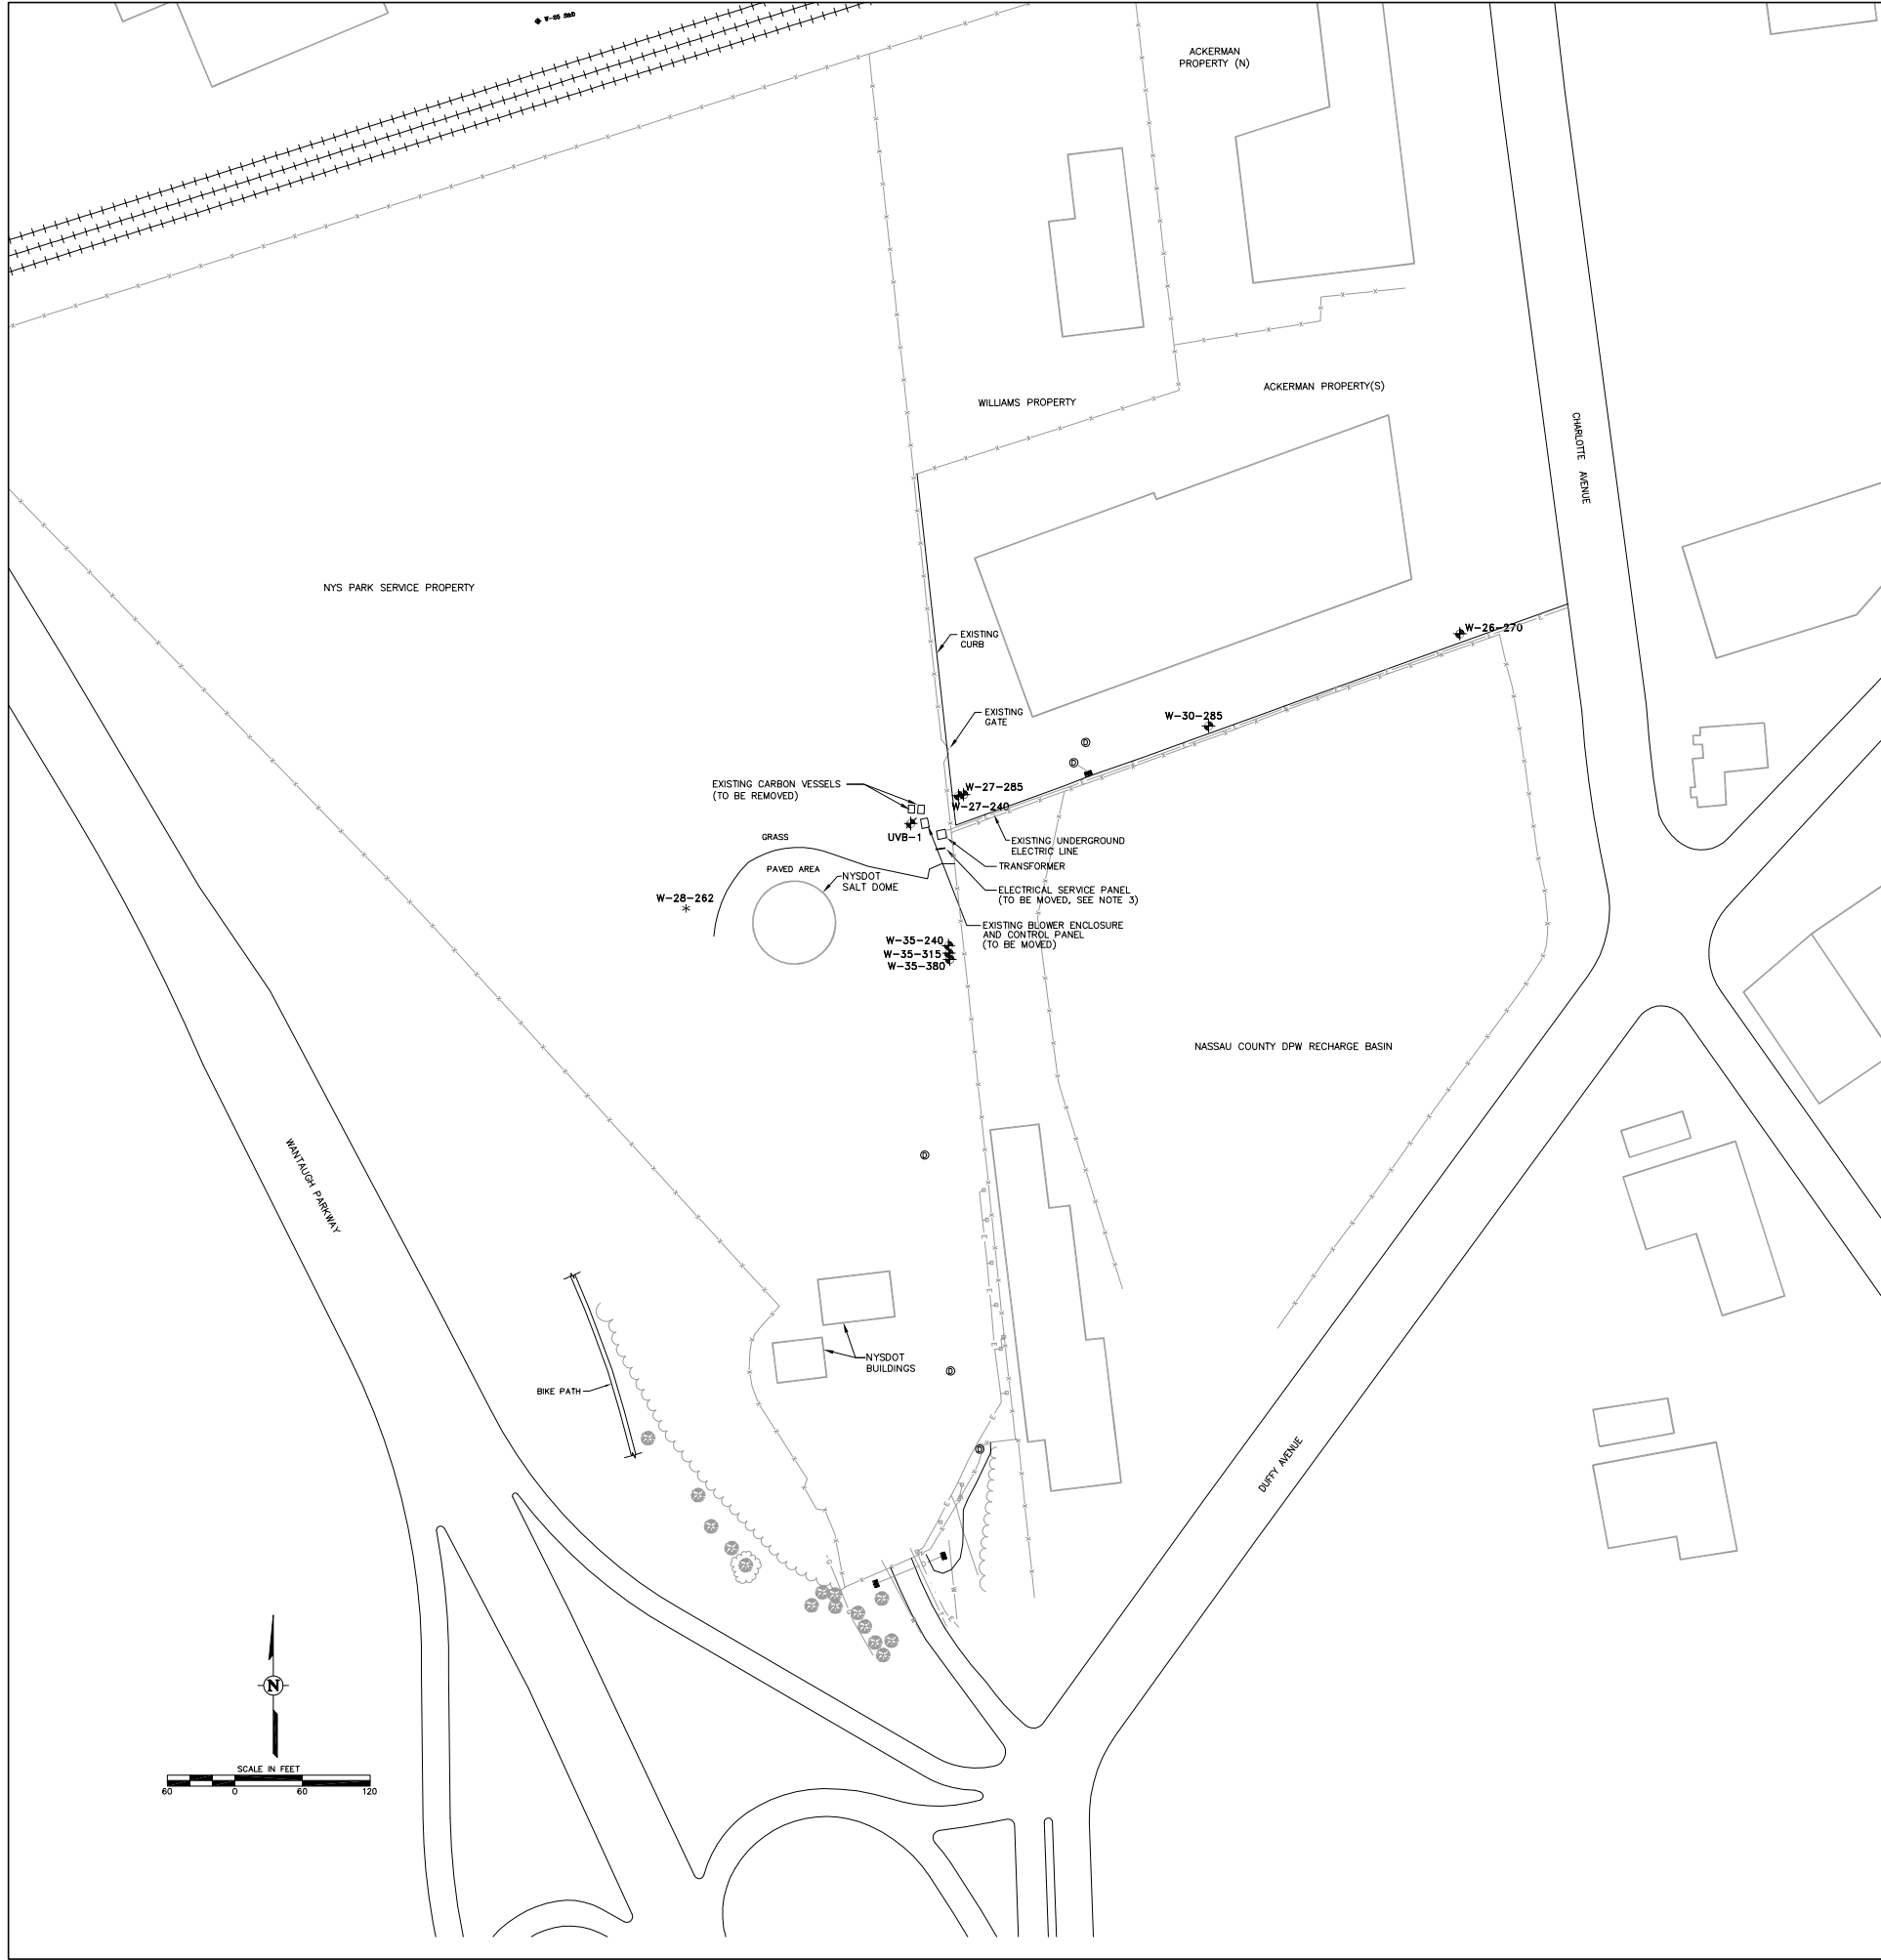 ACKERMAN
PROPERTY (N)
ACKERMAN PROPERTY(S)
WILLIAMS PROPERTY
CHARLOTTE AVENUE
NYS PARK SERVICE PROPERTY
EXISTING
CURB
W-26-270
EXISTING
GATE
W-30-285
EXISTING CARBON VESSELS
(TO BE REMOVED)
W-27-285
W-27-240
UVB-1
GRASS
EXISTING UNDERGROUND
ELECTRIC LINE
PAVED AREA
TRANSFORMER
NYSDOT
SALT DOME
ELECTRICAL SERVICE PANEL
(TO BE MOVED, SEE NOTE 3)
W-28-262
EXISTING BLOWER ENCLOSURE
AND CONTROL PANEL
(TO BE MOVED)
W-35-240
W-35-315
W-35-380
NASSAU COUNTY DPW RECHARGE BASIN
WANTAUGH PARKWAY
NYSDOT
BUILDINGS
BIKE PATH
DUFFY AVENUE
N
SCALE IN FEET
60 0 60 120